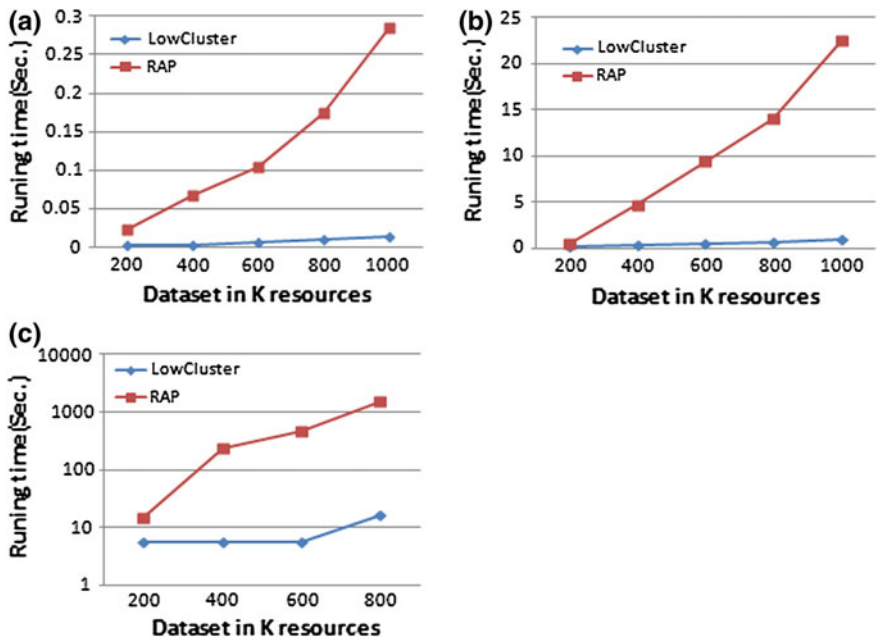 (a)
0.3
0.25
0.2
0.15
0.1
0.05
0
Runing time(Sec.)
LowCluster
RAP
200 400 600 800 1000
Dataset in K resources
(b)
25
20
15
10
5
0
Runing time(Sec.)
LowCluster
RAP
200 400 600 800 1000
Dataset in K resources
(c)
10000
1000
100
10
1
Runing time(Sec.)
LowCluster
RAP
200 400 600 800
Dataset in K resources